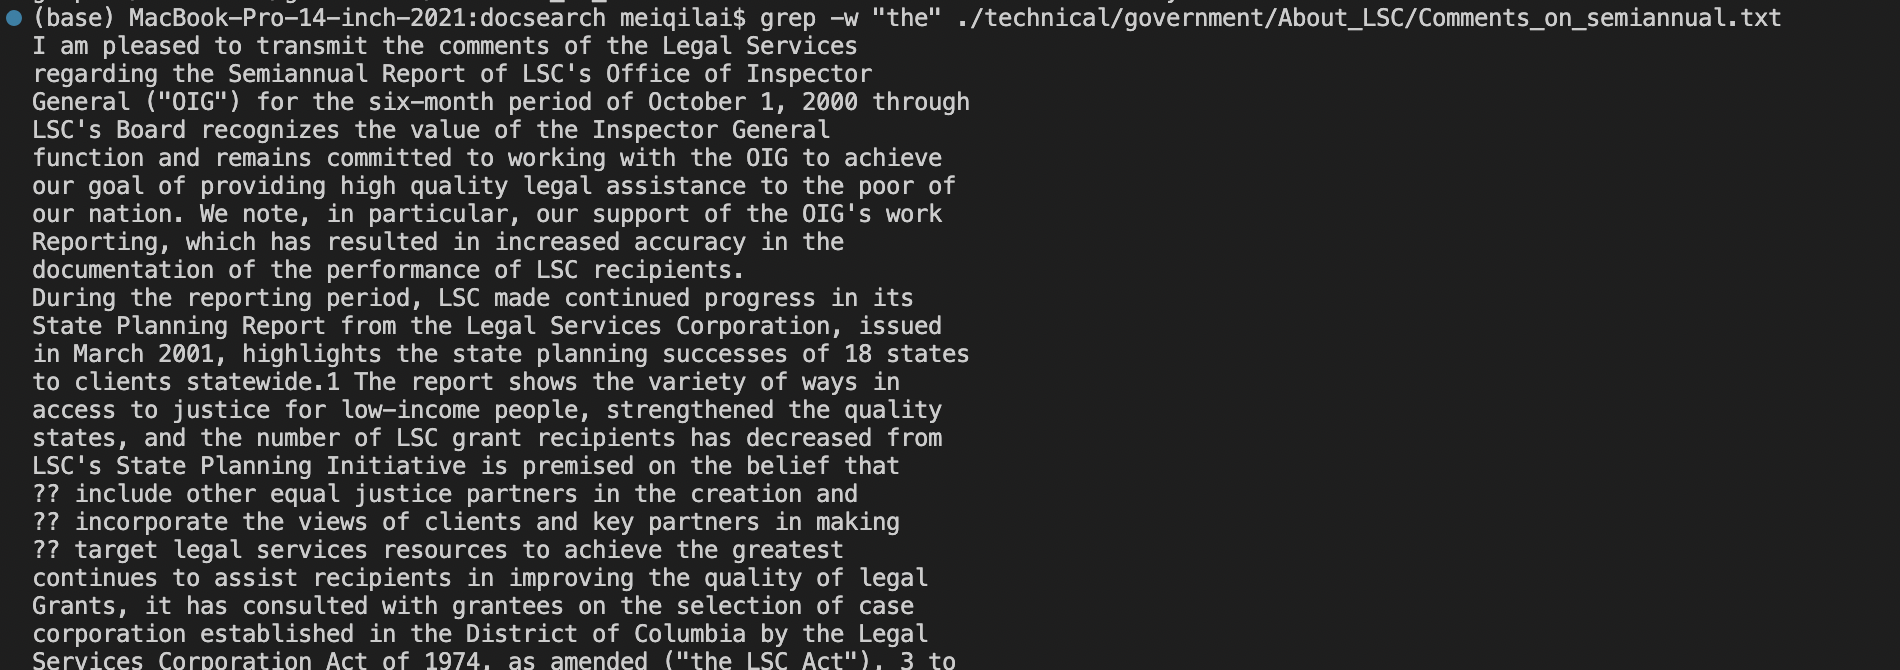 (base) MacBook-Pro-14-inch-2021:docsearch meiqilai$ grep -w "the" ./technical/government/About_LSC/Comments_on_semiannual.txt
I am pleased to transmit the comments of the Legal Services
regarding the Semiannual Report of LSC's Office of Inspector
General ("OIG") for the six-month period of October 1, 2000 through
LSC's Board recognizes the value of the Inspector General
function and remains committed to working with the OIG to achieve
our goal of providing high quality legal assistance to the poor of
our nation. We note, in particular, our support of the OIG's work
Reporting, which has resulted in increased accuracy in the
documentation of the performance of LSC recipients.
During the reporting period, LSC made continued progress in its
State Planning Report from the Legal Services Corporation, issued
in March 2001, highlights the state planning successes of 18 states
to clients statewide.1 The report shows the variety of ways in
access to justice for low-income people, strengthened the quality
states, and the number of LSC grant recipients has decreased from
LSC's State Planning Initiative is premised on the belief that
?? include other equal justice partners in the creation and
?? incorporate the views of clients and key partners in making
?? target legal services resources to achieve the greatest
continues to assist recipients in improving the quality of legal
Grants, it has consulted with grantees on the selection of case
corporation established in the District of Columbia by the Legal
Services Corporation Act of 1974, as amended ("the LSC Act"), 3 to